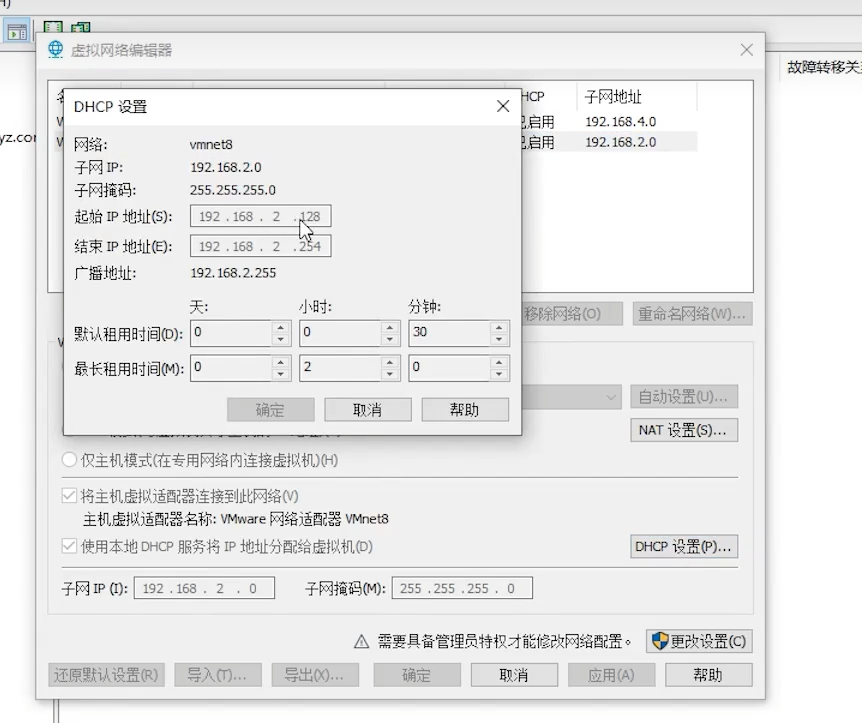 虚拟网络编辑器
故障转移关
DHCP 设置
子网地址
已启用 192.168.4.0
yz.con
已启用 192.168.2.0
网络: vmnet8
子网 IP: 192.168.2.0
子网掩码: 255.255.255.0
起始 IP 地址(S): 192 .168 . 2 .128
结束 IP 地址(E): 192 .168 . 2 .254
广播地址: 192.168.2.255
天: 小时: 分钟:
默认租用时间(D): 0 0 30
最长租用时间(M): 0 2 0
确定 取消 帮助
移除网络(O) 重命名网络(W)...
自动设置(U)...
NAT 设置(S)...
仅主机模式(在专用网络内连接虚拟机)(H)
将主机虚拟适配器连接到此网络(V)
主机虚拟适配器名称: VMware 网络适配器 VMnet8
使用本地 DHCP 服务将 IP 地址分配给虚拟机(D)
DHCP 设置(P)...
子网 IP (I): 192 .168 . 2 . 0 子网掩码(M): 255 .255 .255 . 0
需要具备管理员特权才能修改网络配置。 更改设置(C)
还原默认设置(R) 导入(T)... 导出(X)... 确定 取消 应用(A) 帮助